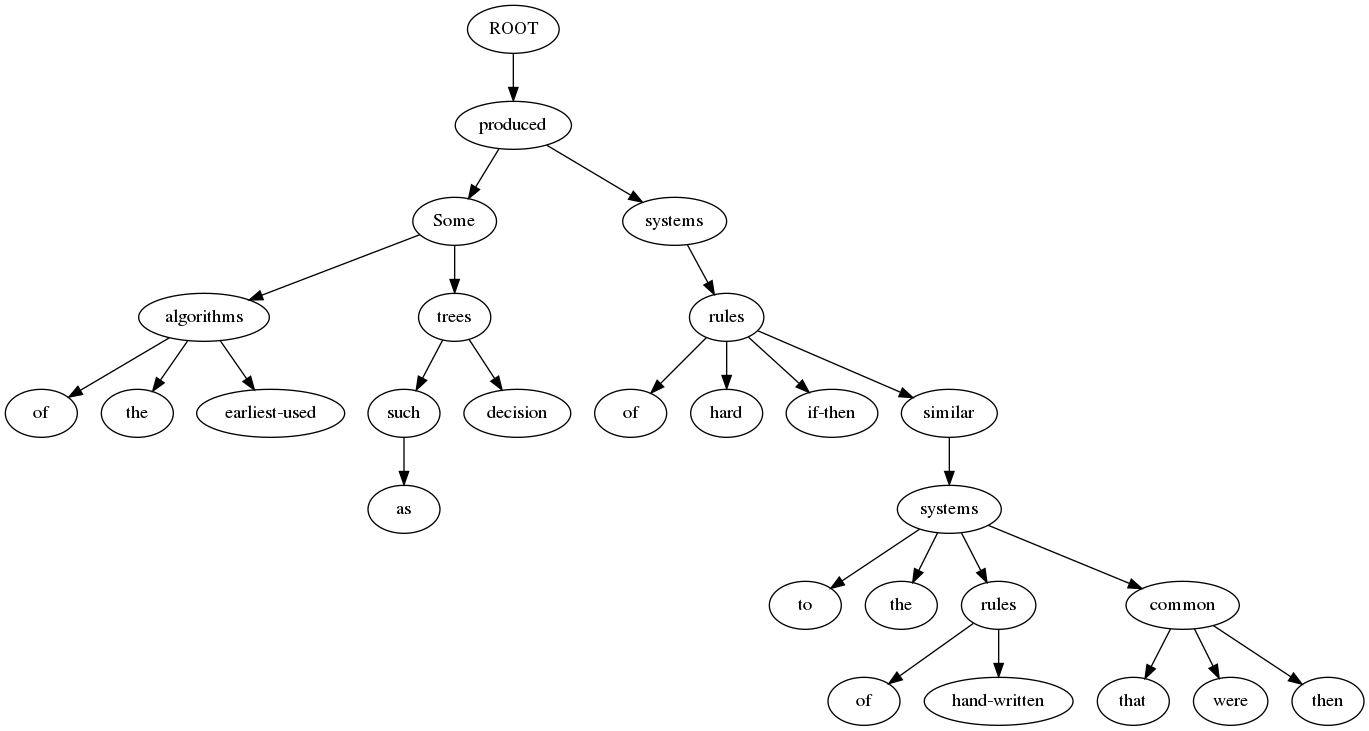 ROOT
produced
Some systems
algorithms trees rules
of the earliest-used such decision of hard if-then similar
as systems
to the rules common
of hand-written that were then